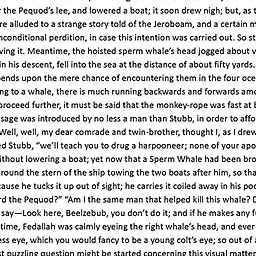 r the Pequod's lee, and lowered a boat; it soon drew nigh; but, as t
re alluded to a strange story told of the Jeroboam, and a certain m
nconditional perdition, in case this intention was carried out. So st
ving it. Meantime, the hoisted sperm whale's head jogged about v
in his descent, fell into the sea at the distance of about fifty yards.
pends upon the mere chance of encountering them in the four oce
ng to a whale, there is much running backwards and forwards amo
proceed further, it must be said that the monkey-rope was fast at b
sage was introduced by no less a man than Stubb, in order to affo
Well, well, my dear comrade and twin-brother, thought I, as I drew
ed Stubb, "we'll teach you to drug a harpooneer; none of your apo
ithout lowering a boat; yet now that a Sperm Whale had been bro
round the stern of the ship towing the two boats after him, so tha
cause he tucks it up out of sight; he carries it coiled away in his poc
rd the Pequod?" "Am I the same man that helped kill this whale? D
say—Look here, Beelzebub, you don't do it; and if he makes any fu
time, Fedallah was calmly eyeing the right whale's head, and ever
ess eye, which you would fancy to be a young colt's eye; so out of a
st puzzling question might be started concerning this visual matter